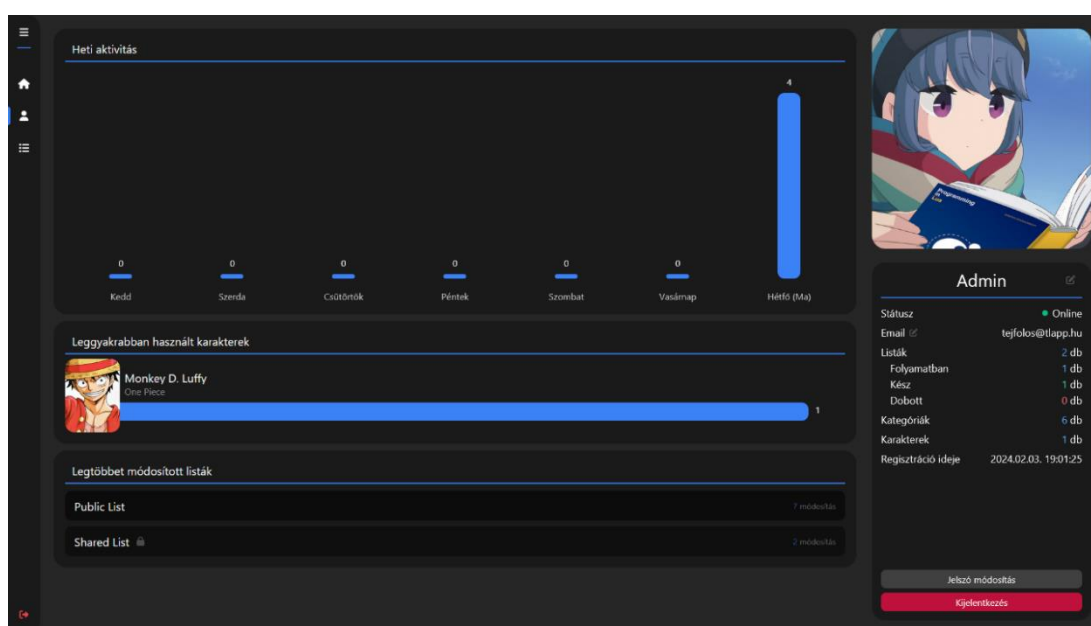 Heti aktivitás
4
0
0
0
0
0
0
Kedd
Szerda
Csütörtök
Péntek
Szombat
Vasárnap
Hétfő (Ma)
Leggyakrabban használt karakterek
Monkey D. Luffy
One Piece
1
Legtöbbet módosított listák
Public List
7 módosítás
Shared List
2 módosítás
Programming
in
Lua
Admin
Státusz
Online
Email
tejfolos@tlapp.hu
Listák
2 db
Folyamatban
1 db
Kész
1 db
Dobott
0 db
Kategóriák
6 db
Karakterek
1 db
Regisztráció ideje
2024.02.03. 19:01:25
Jelszó módosítás
Kijelentkezés